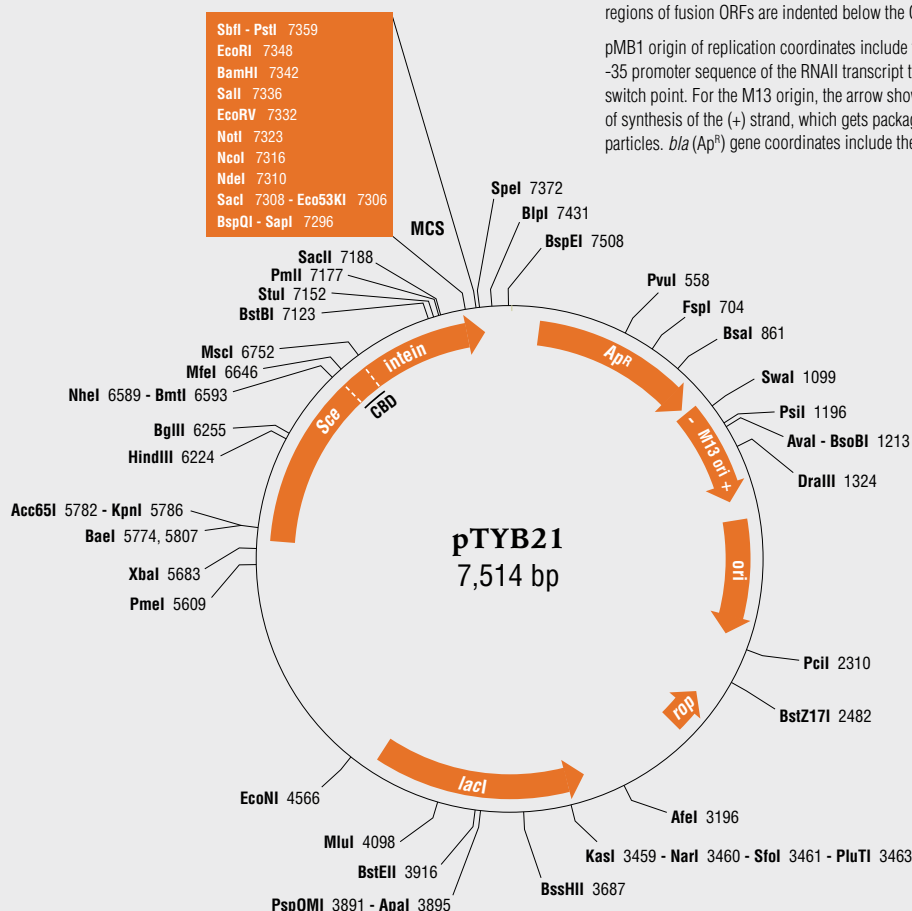 regions of fusion ORFs are indented below the
pMB1 origin of replication coordinates include
-35 promoter sequence of the RNAII transcript
switch point. For the M13 origin, the arrow
of synthesis of the (+) strand, which gets
particles. bla (ApR) gene coordinates include
SbfI - PstI 7359
EcoRI 7348
BamHI 7342
SalI 7336
EcoRV 7332
NotI 7323
NcoI 7316
NdeI 7310
SacI 7308 - Eco53KI 7306
BspQI - SapI 7296
MCS
SpeI 7372
BlpI 7431
BspEI 7508
SacII 7188
PmlI 7177
StuI 7152
BstBI 7123
MscI 6752
MfeI 6646
NheI 6589 - BmtI 6593
BglII 6255
HindIII 6224
Acc65I 5782 - KpnI 5786
BaeI 5774, 5807
XbaI 5683
PmeI 5609
PvuI 558
FspI 704
BsaI 861
SwaI 1099
PsiI 1196
AvaI - BsoBI 1213
DraIII 1324
ApR
- M13 ori +
ori
rop
lacI
Sce
intein
CBD
pTYB21
7,514 bp
PciI 2310
BstZ17I 2482
AfeI 3196
KasI 3459 - NarI 3460 - SfoI 3461 - PluTI 3463
BssHII 3687
EcoNI 4566
MluI 4098
BstEII 3916
PspOMI 3891 - ApaI 3895